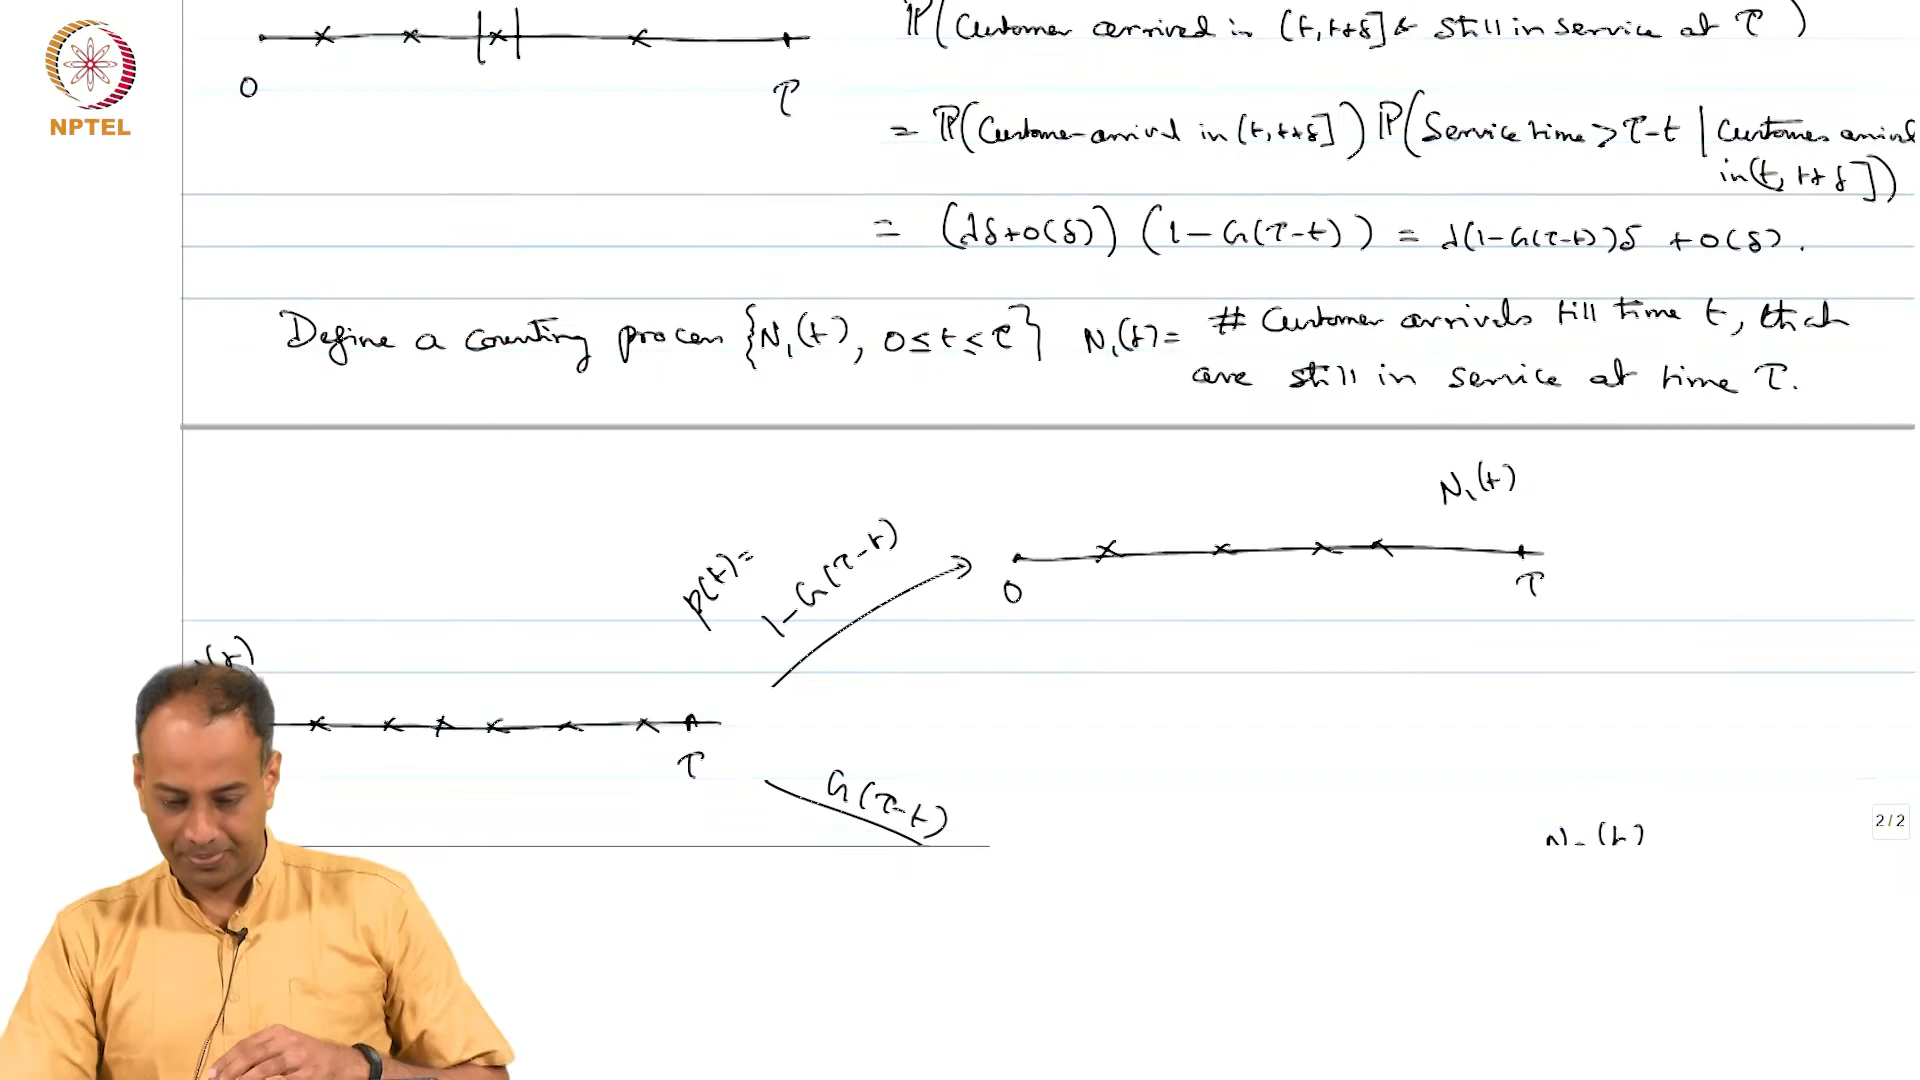 ℙ(Customer arrived in (t, t+δ] & still in service at τ)
0 τ
NPTEL
= ℙ(Customer arrival in (t, t+δ]) ℙ(Service time > τ-t | Customer arrival
in (t, t+δ])
= (λδ+o(δ)) (1-G(τ-t)) = λ(1-G(τ-t))δ + o(δ).
Define a counting process {N₁(t), 0≤t≤τ} N₁(t) = # Customer arrivals till time t, that
are still in service at time τ.
N₁(t)
p(t)=
1-G(τ-t)
0 τ
(t)
τ
G(τ-t)
2 / 2
(t)